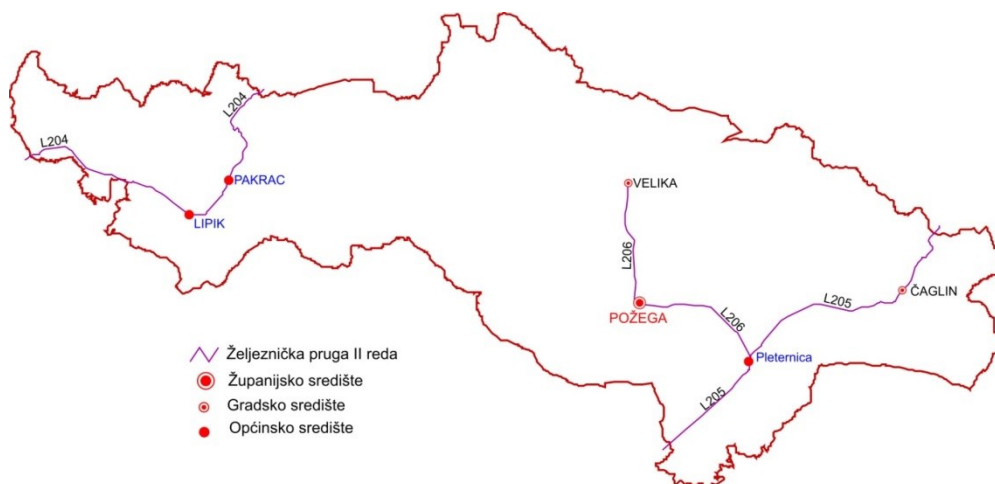 L204
L204
PAKRAC
LIPIK
VELIKA
L206
POŽEGA
L206
L205
ČAGLIN
Pleternica
L205
Željeznička pruga II reda
Županijsko središte
Gradsko središte
Općinsko središte